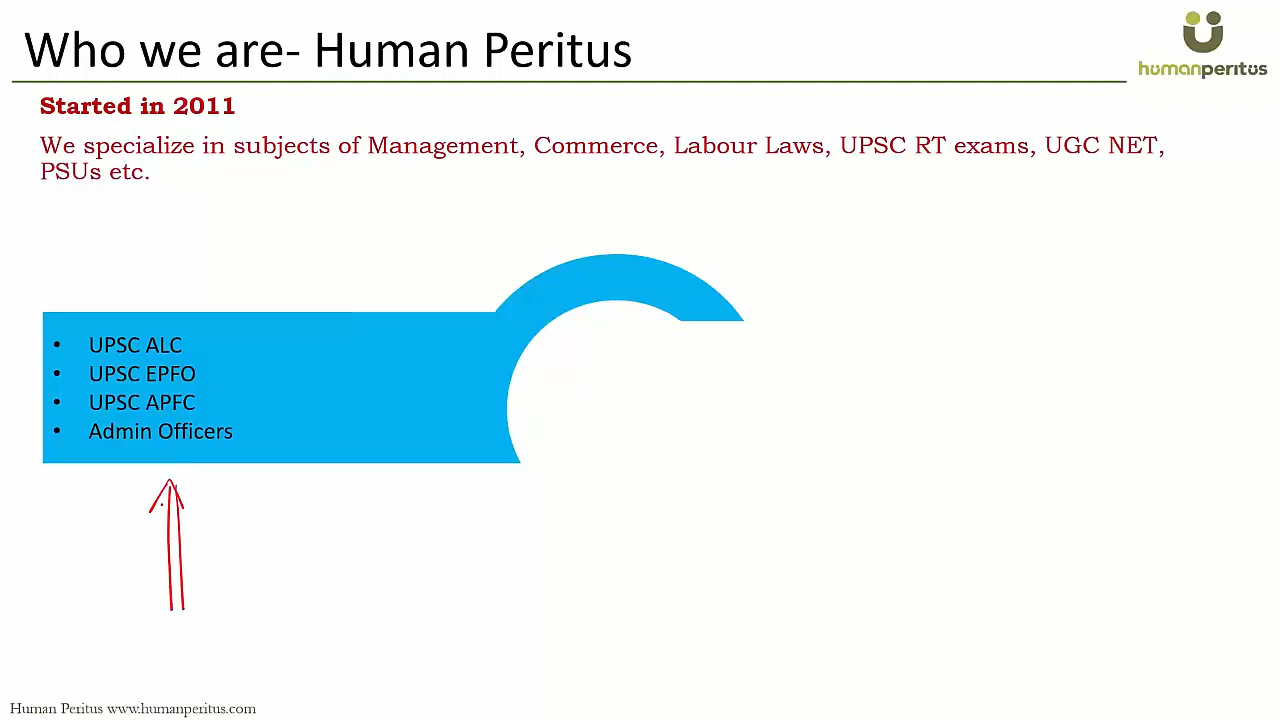 Who we are- Human Peritus
humanperitus
Started in 2011
We specialize in subjects of Management, Commerce, Labour Laws, UPSC RT exams, UGC NET,
PSUs etc.
• UPSC ALC
• UPSC EPFO
• UPSC APFC
• Admin Officers
Human Peritus www.humanperitus.com